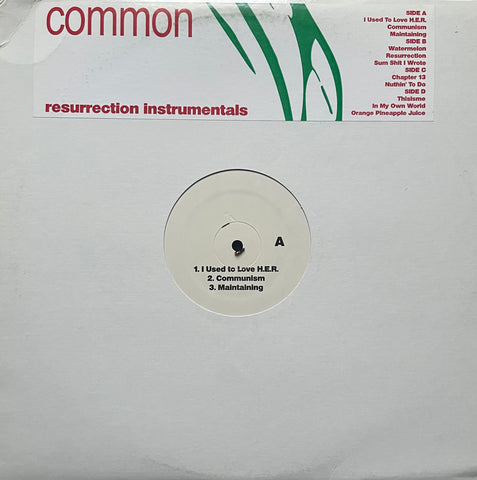 common
resurrection instrumentals
SIDE A
I Used To Love H.E.R.
Communism
Maintaining
SIDE B
Watermelon
Resurrection
Sum Shit I Wrote
SIDE C
Chapter 13
Nuthin' To Do
SIDE D
Thisisme
In My Own World
Orange Pineapple Juice
A
1. I Used to Love H.E.R.
2. Communism
3. Maintaining